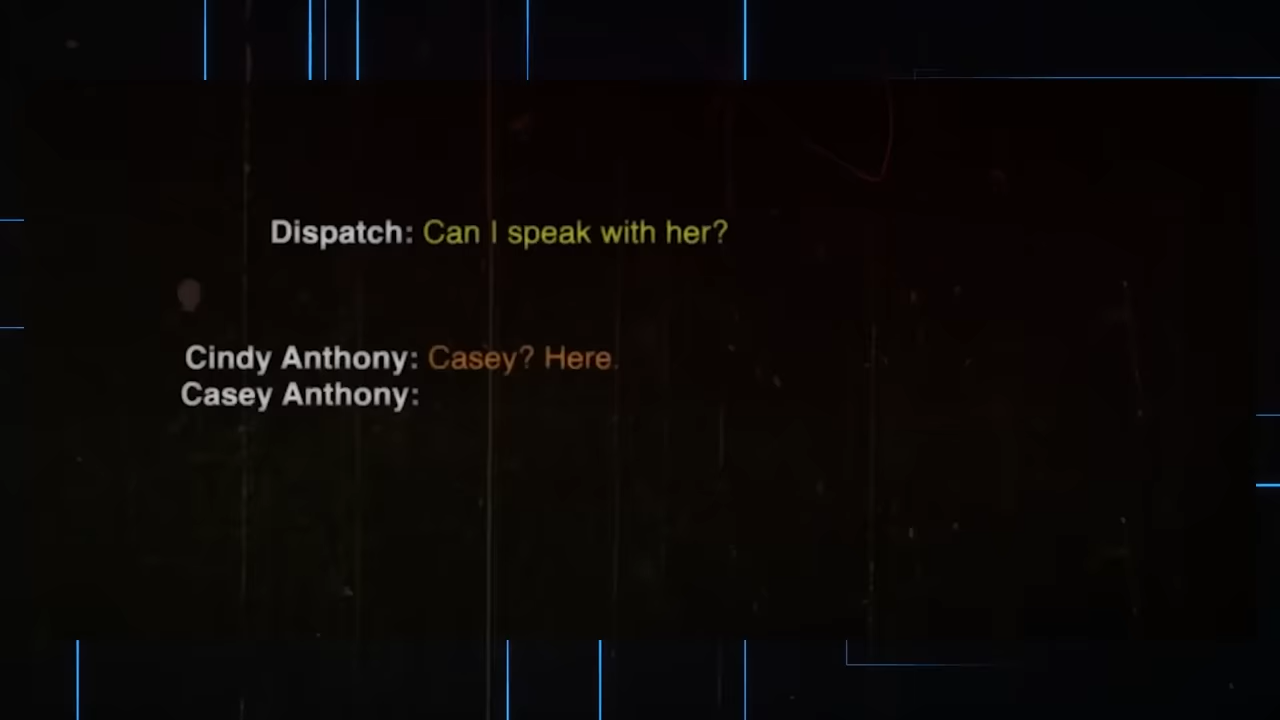 Dispatch: Can I speak with her?
Cindy Anthony: Casey? Here.
Casey Anthony: